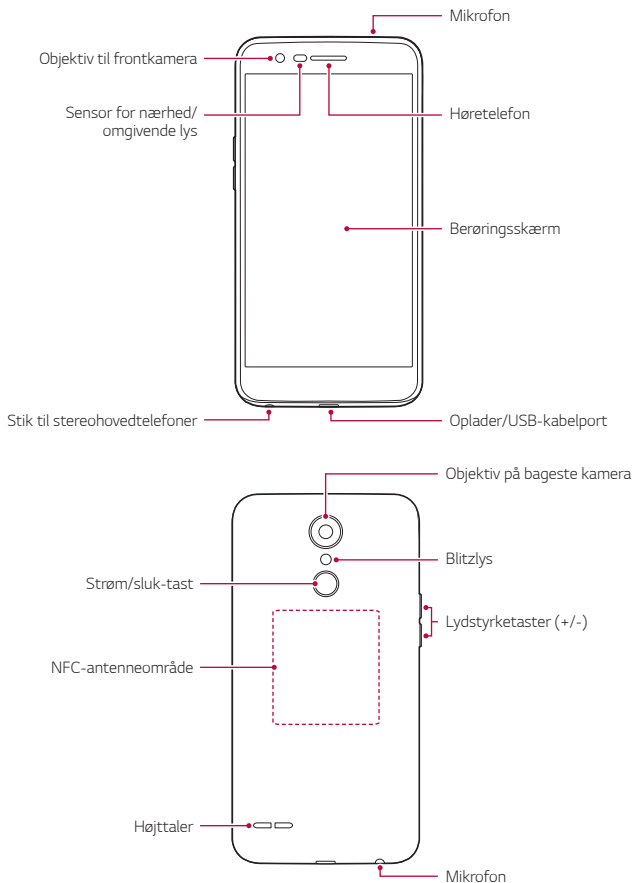 Mikrofon
Objektiv til frontkamera
Sensor for nærhed/
omgivende lys
Høretelefon
Berøringsskærm
Stik til stereohovedtelefoner
Oplader/USB-kabelport
Objektiv på bageste kamera
Blitzlys
Strøm/sluk-tast
Lydstyrketaster (+/-)
NFC-antenneområde
Højttaler
Mikrofon